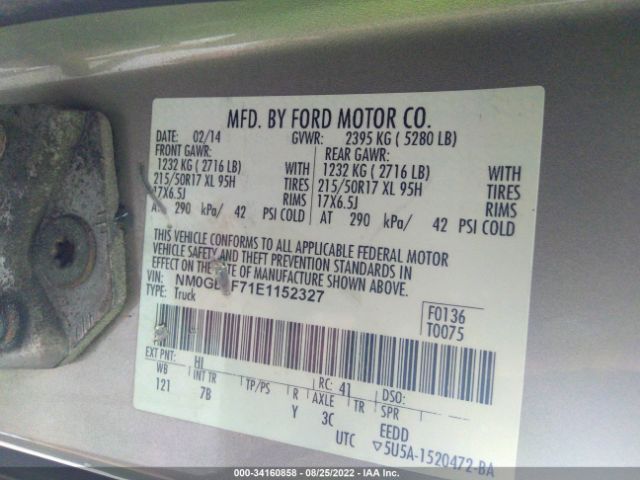 MFD. BY FORD MOTOR CO.
DATE: 02/14 GVWR: 2395 KG ( 5280 LB)
FRONT GAWR: REAR GAWR:
1232 KG ( 2716 LB) WITH 1232 KG ( 2716 LB) WITH
215/50R17 XL 95H TIRES 215/50R17 XL 95H TIRES
17X6.5J RIMS 17X6.5J RIMS
AT 290 kPa/ 42 PSI COLD AT 290 kPa/ 42 PSI COLD
THIS VEHICLE CONFORMS TO ALL APPLICABLE FEDERAL MOTOR
VEHICLE SAFETY AND THEFT PREVENTION STANDARDS IN
EFFECT ON THE DATE OF MANUFACTURE SHOWN ABOVE.
VIN: F71E1152327
TYPE: Truck
F0136
T0075
EXT PNT: HL RC: 41 DSO:
WB INT TR TP/PS R AXLE TR SPR
121 7B Y 3C EEDD
UTC 5U5A-1520472-BA
000-34160858 - 08/25/2022 - IAA Inc.